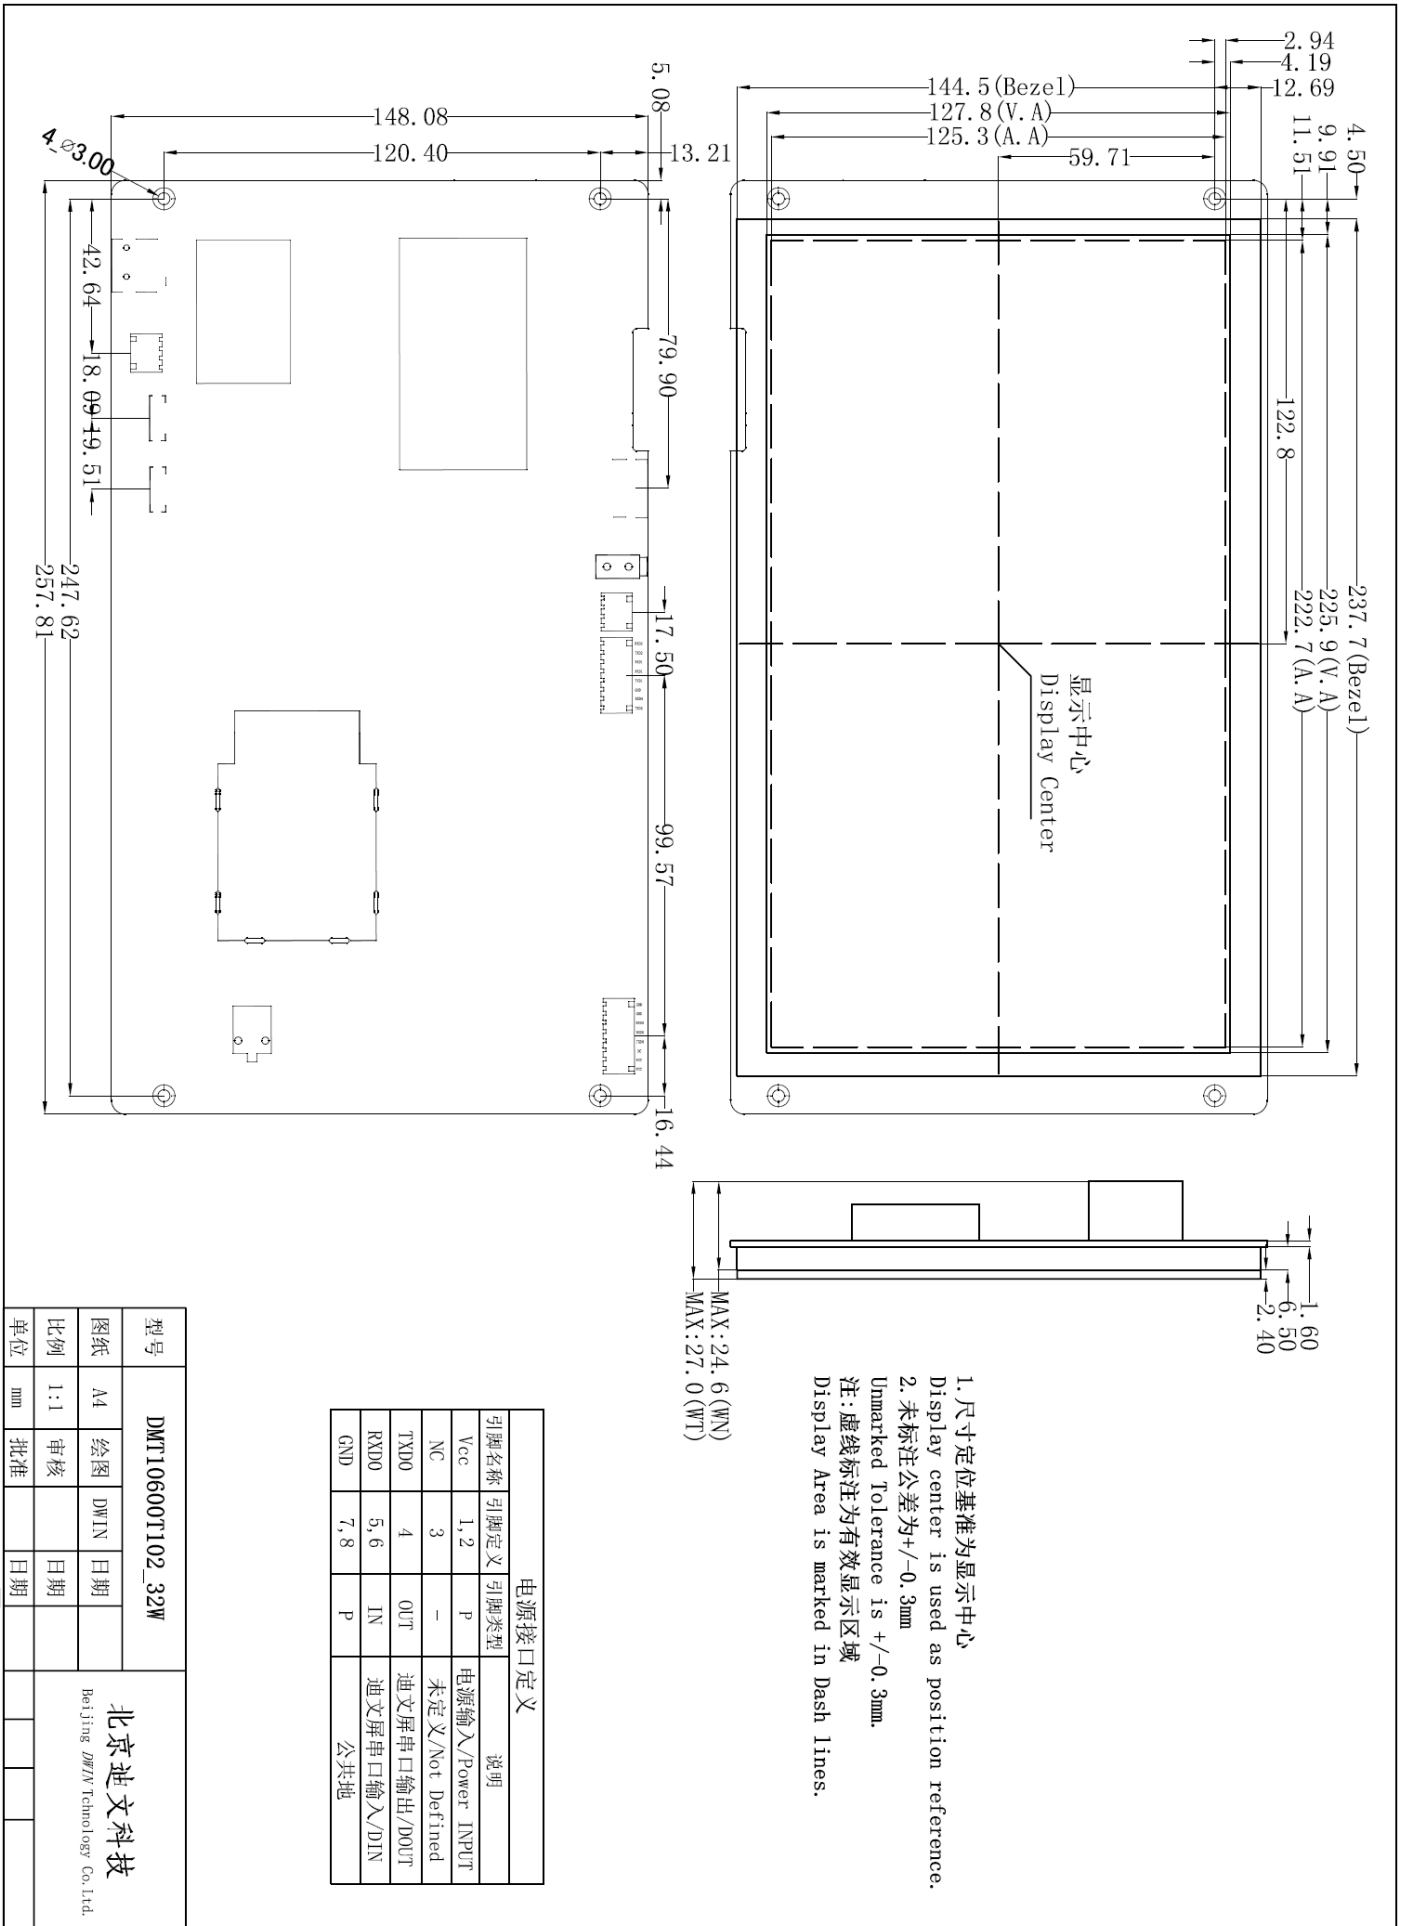 2.94
4.19
12.69
144.5(Bezel)
127.8(V.A)
125.3(A.A)
59.71
4.50
9.91
11.51
122.8
237.7(Bezel)
225.9(V.A)
222.7(A.A)
显示中心
Display Center
5.08
148.08
120.40
13.21
4_⌀3.00
42.64
18.09
19.51
79.90
17.50
99.57
16.44
247.62
257.81
1.60
6.50
2.40
MAX:24.6(WN)
MAX:27.0(WT)
1.尺寸定位基准为显示中心
Display center is used as position reference.
2.未标注公差为+/-0.3mm
Unmarked Tolerance is +/-0.3mm.
注:虚线标注为有效显示区域
Display Area is marked in Dash lines.
电源接口定义
引脚名称 引脚定义 引脚类型 说明
Vcc 1,2 P 电源输入/Power INPUT
NC 3 - 未定义/Not Defined
TXD0 4 OUT 迪文屏串口输出/DOUT
RXD0 5,6 IN 迪文屏串口输入/DIN
GND 7,8 P 公共地
型号 DMT10600T102_32W
图纸 A4 绘图 DWIN 日期
比例 1:1 审核 日期
单位 mm 批准 日期
北京迪文科技
Beijing DWIN Tchnology Co. Ltd.